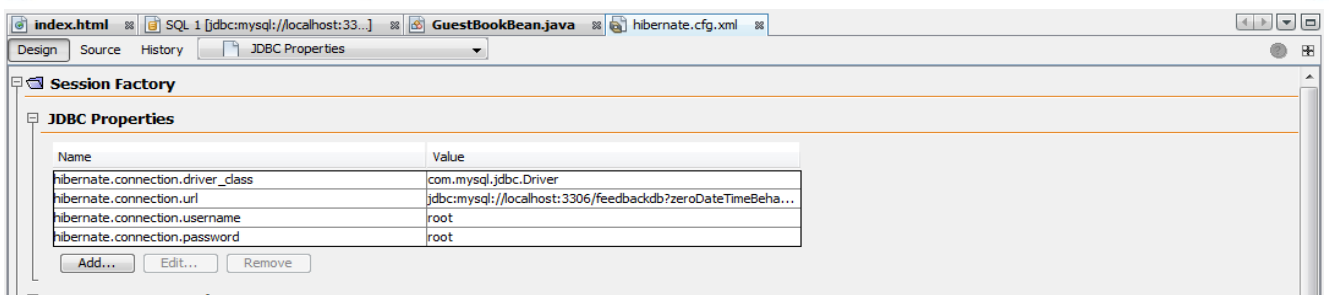 index.html SQL 1 [jdbc:mysql://localhost:33...] GuestBookBean.java hibernate.cfg.xml
Design Source History JDBC Properties
Session Factory
JDBC Properties
Name Value
hibernate.connection.driver_class com.mysql.jdbc.Driver
hibernate.connection.url jdbc:mysql://localhost:3306/feedbackdb?zeroDateTimeBeha...
hibernate.connection.username root
hibernate.connection.password root
Add... Edit... Remove